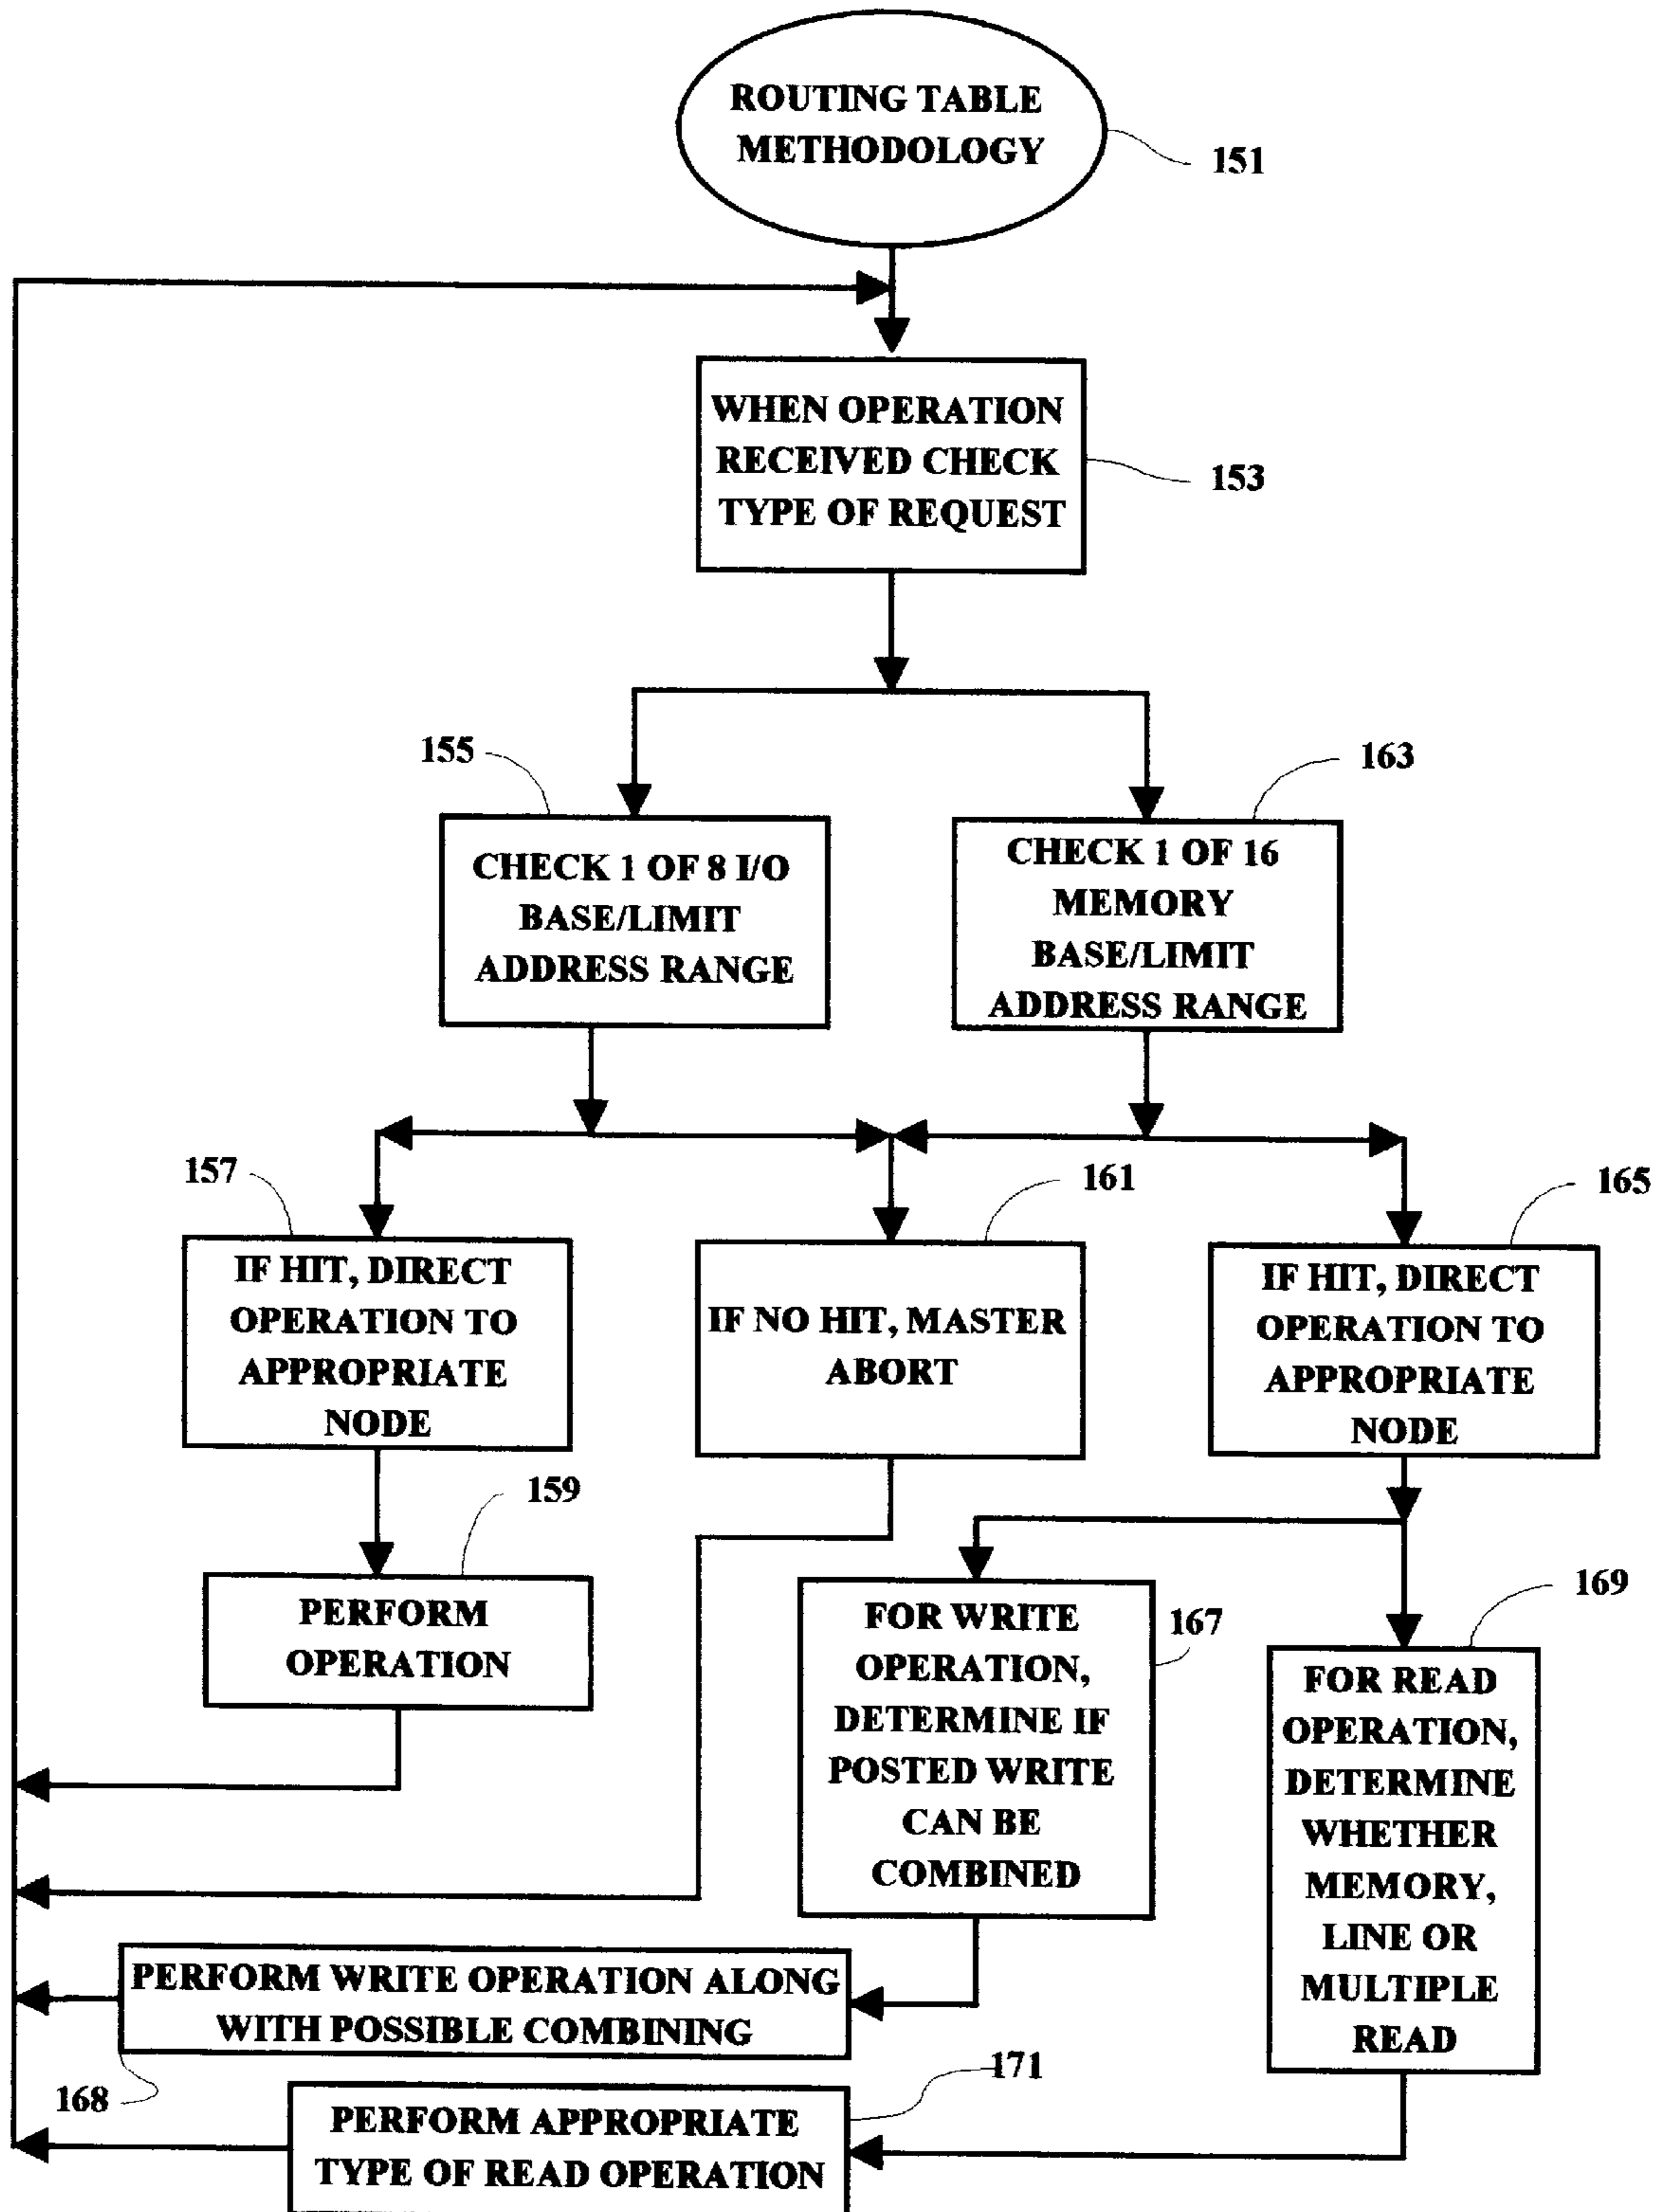 ROUTING TABLE
METHODOLOGY
151
WHEN OPERATION
RECEIVED CHECK
TYPE OF REQUEST
153
155
CHECK 1 OF 8 I/O
BASE/LIMIT
ADDRESS RANGE
163
CHECK 1 OF 16
MEMORY
BASE/LIMIT
ADDRESS RANGE
157
IF HIT, DIRECT
OPERATION TO
APPROPRIATE
NODE
161
IF NO HIT, MASTER
ABORT
165
IF HIT, DIRECT
OPERATION TO
APPROPRIATE
NODE
159
PERFORM
OPERATION
167
FOR WRITE
OPERATION,
DETERMINE IF
POSTED WRITE
CAN BE
COMBINED
169
FOR READ
OPERATION,
DETERMINE
WHETHER
MEMORY,
LINE OR
MULTIPLE
READ
PERFORM WRITE OPERATION ALONG
WITH POSSIBLE COMBINING
168
171
PERFORM APPROPRIATE
TYPE OF READ OPERATION